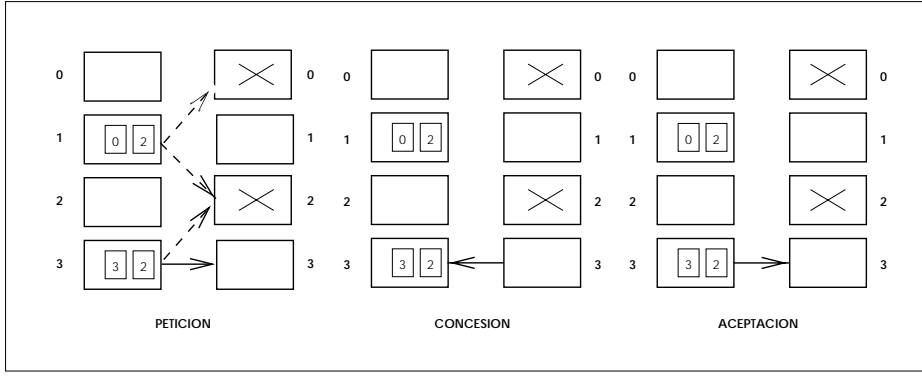 0 0 0 0 0 0
1 0 2 1 1 0 2 1 1 0 2 1
2 2 2 2 2 2
3 3 2 3 3 3 2 3 3 3 2 3
PETICION CONCESION ACEPTACION